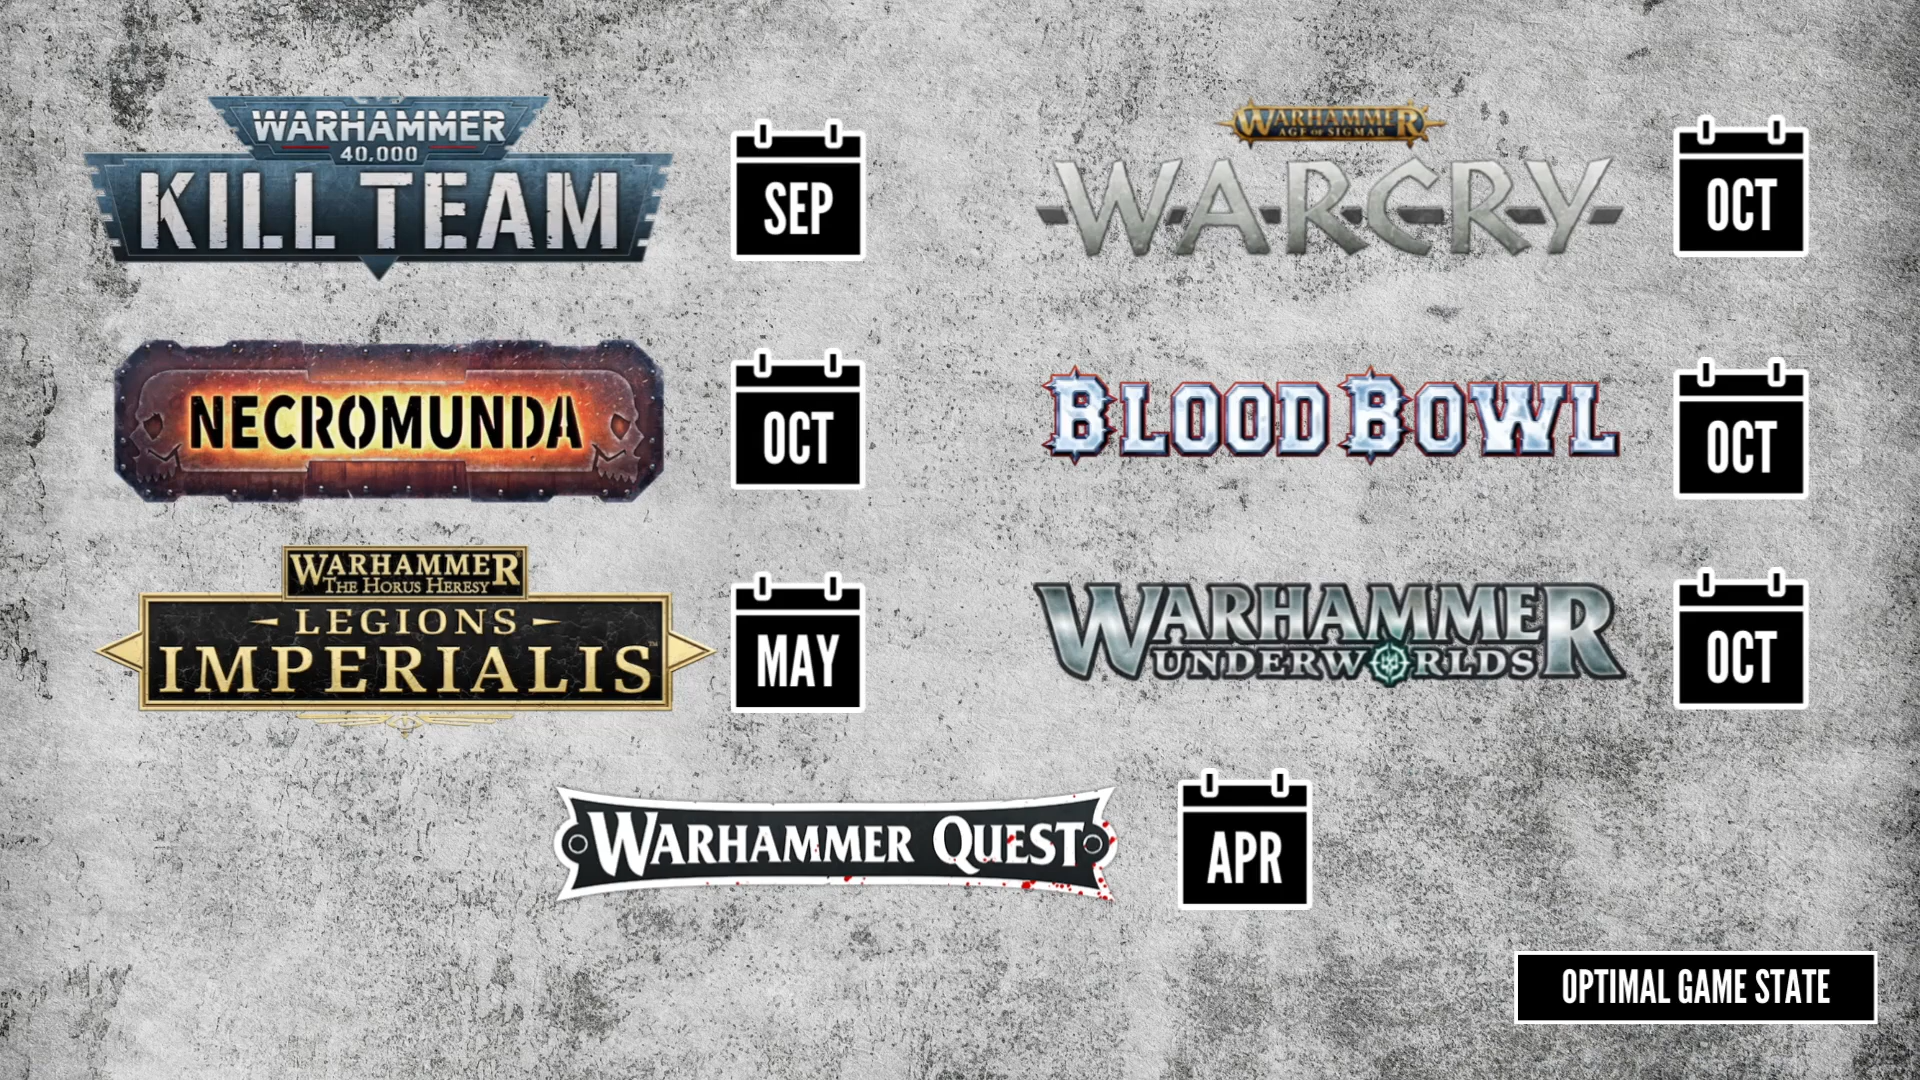 WARHAMMER
40,000
KILL TEAM
SEP
WARHAMMER
AGE OF SIGMAR
WARCRY
OCT
NECROMUNDA
OCT
BLOOD BOWL
OCT
WARHAMMER
THE HORUS HERESY
LEGIONS
IMPERIALIS™
MAY
WARHAMMER
UNDERWORLDS
OCT
WARHAMMER QUEST
APR
OPTIMAL GAME STATE